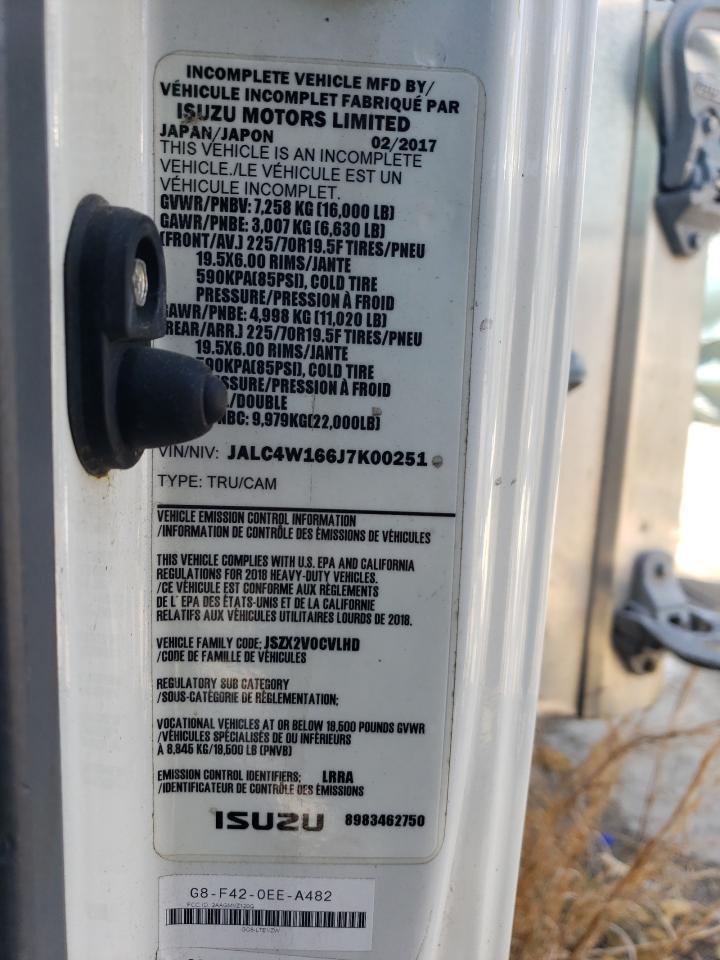 INCOMPLETE VEHICLE MFD BY/
VÉHICULE INCOMPLET FABRIQUÉ PAR
ISUZU MOTORS LIMITED
JAPAN/JAPON 02/2017
THIS VEHICLE IS AN INCOMPLETE
VEHICLE./LE VÉHICULE EST UN
VÉHICULE INCOMPLET.
GVWR/PNBV: 7,258 KG (16,000 LB)
GAWR/PNBE: 3,007 KG (6,630 LB)
(FRONT/AV.) 225/70R19.5F TIRES/PNEU
19.5X6.00 RIMS/JANTE
590KPA(85PSI), COLD TIRE
PRESSURE/PRESSION À FROID
GAWR/PNBE: 4,998 KG (11,020 LB)
(REAR/ARR.) 225/70R19.5F TIRES/PNEU
19.5X6.00 RIMS/JANTE
590KPA(85PSI), COLD TIRE
SSURE/PRESSION À FROID
/DOUBLE
NBC: 9,979KG(22,000LB)
VIN/NIV: JALC4W166J7K00251
TYPE: TRU/CAM
VEHICLE EMISSION CONTROL INFORMATION
/INFORMATION DE CONTRÔLE DES ÉMISSIONS DE VÉHICULES
THIS VEHICLE COMPLIES WITH U.S. EPA AND CALIFORNIA
REGULATIONS FOR 2018 HEAVY-DUTY VEHICLES.
/CE VÉHICULE EST CONFORME AUX RÈGLEMENTS
DE L' EPA DES ÉTATS-UNIS ET DE LA CALIFORNIE
RELATIFS AUX VÉHICULES UTILITAIRES LOURDS DE 2018.
VEHICLE FAMILY CODE: JSZX2VOCVLHD
/CODE DE FAMILLE DE VÉHICULES
REGULATORY SUB CATEGORY
/SOUS-CATÉGORIE DE RÈGLEMENTATION;
VOCATIONAL VEHICLES AT OR BELOW 19,500 POUNDS GVWR
/VÉHICULES SPÉCIALISÉS DE OU INFÉRIEURS
À 8,845 KG/19,500 LB (PNVB)
EMISSION CONTROL IDENTIFIERS; LRRA
/IDENTIFICATEUR DE CONTRÔLE DES ÉMISSIONS
ISUZU 8983462750
G8-F42-0EE-A482